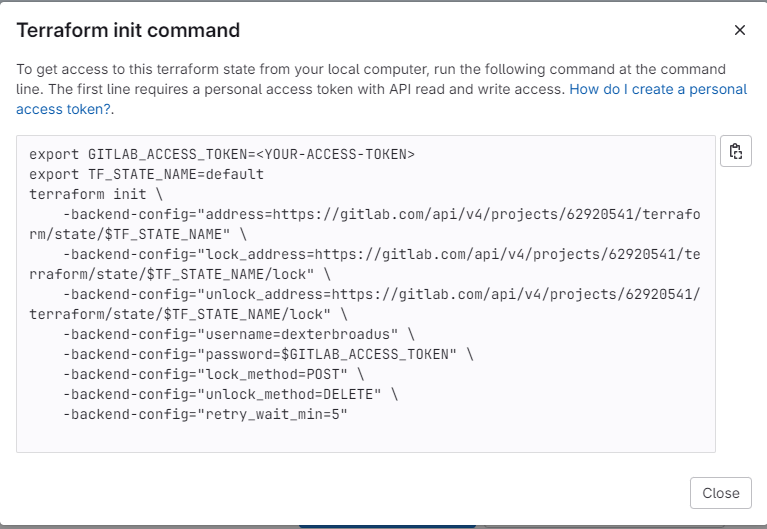 Terraform init command
To get access to this terraform state from your local computer, run the following command at the command
line. The first line requires a personal access token with API read and write access. How do I create a personal
access token?.
export GITLAB_ACCESS_TOKEN=<YOUR-ACCESS-TOKEN>
export TF_STATE_NAME=default
terraform init \
    -backend-config="address=https://gitlab.com/api/v4/projects/62920541/terrafo
rm/state/$TF_STATE_NAME" \
    -backend-config="lock_address=https://gitlab.com/api/v4/projects/62920541/te
rraform/state/$TF_STATE_NAME/lock" \
    -backend-config="unlock_address=https://gitlab.com/api/v4/projects/62920541/
terraform/state/$TF_STATE_NAME/lock" \
    -backend-config="username=dexterbroadus" \
    -backend-config="password=$GITLAB_ACCESS_TOKEN" \
    -backend-config="lock_method=POST" \
    -backend-config="unlock_method=DELETE" \
    -backend-config="retry_wait_min=5"
Close